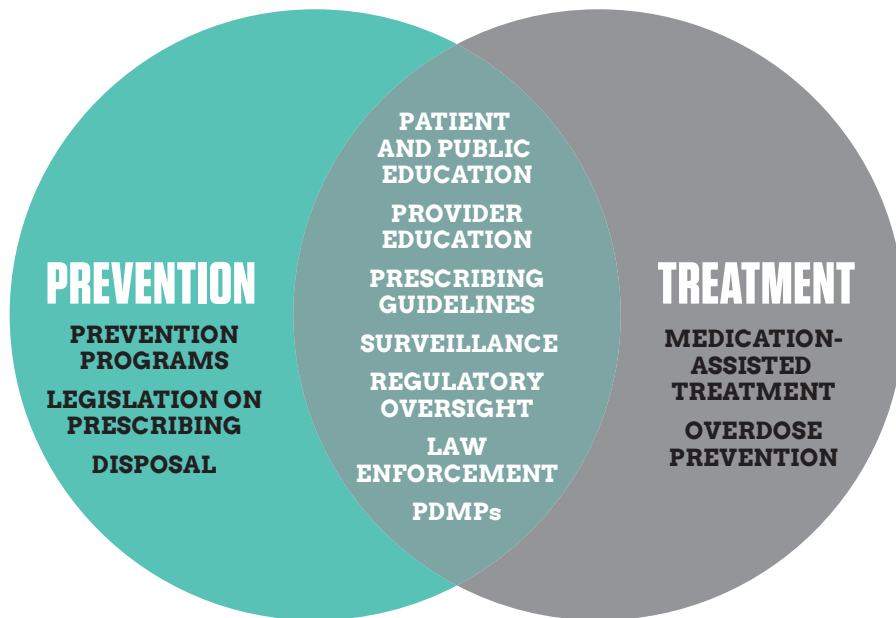 PREVENTION
PREVENTION
PROGRAMS
LEGISLATION ON
PRESCRIBING
DISPOSAL
PATIENT
AND PUBLIC
EDUCATION
PROVIDER
EDUCATION
PRESCRIBING
GUIDELINES
SURVEILLANCE
REGULATORY
OVERSIGHT
LAW
ENFORCEMENT
PDMPs
TREATMENT
MEDICATION-
ASSISTED
TREATMENT
OVERDOSE
PREVENTION